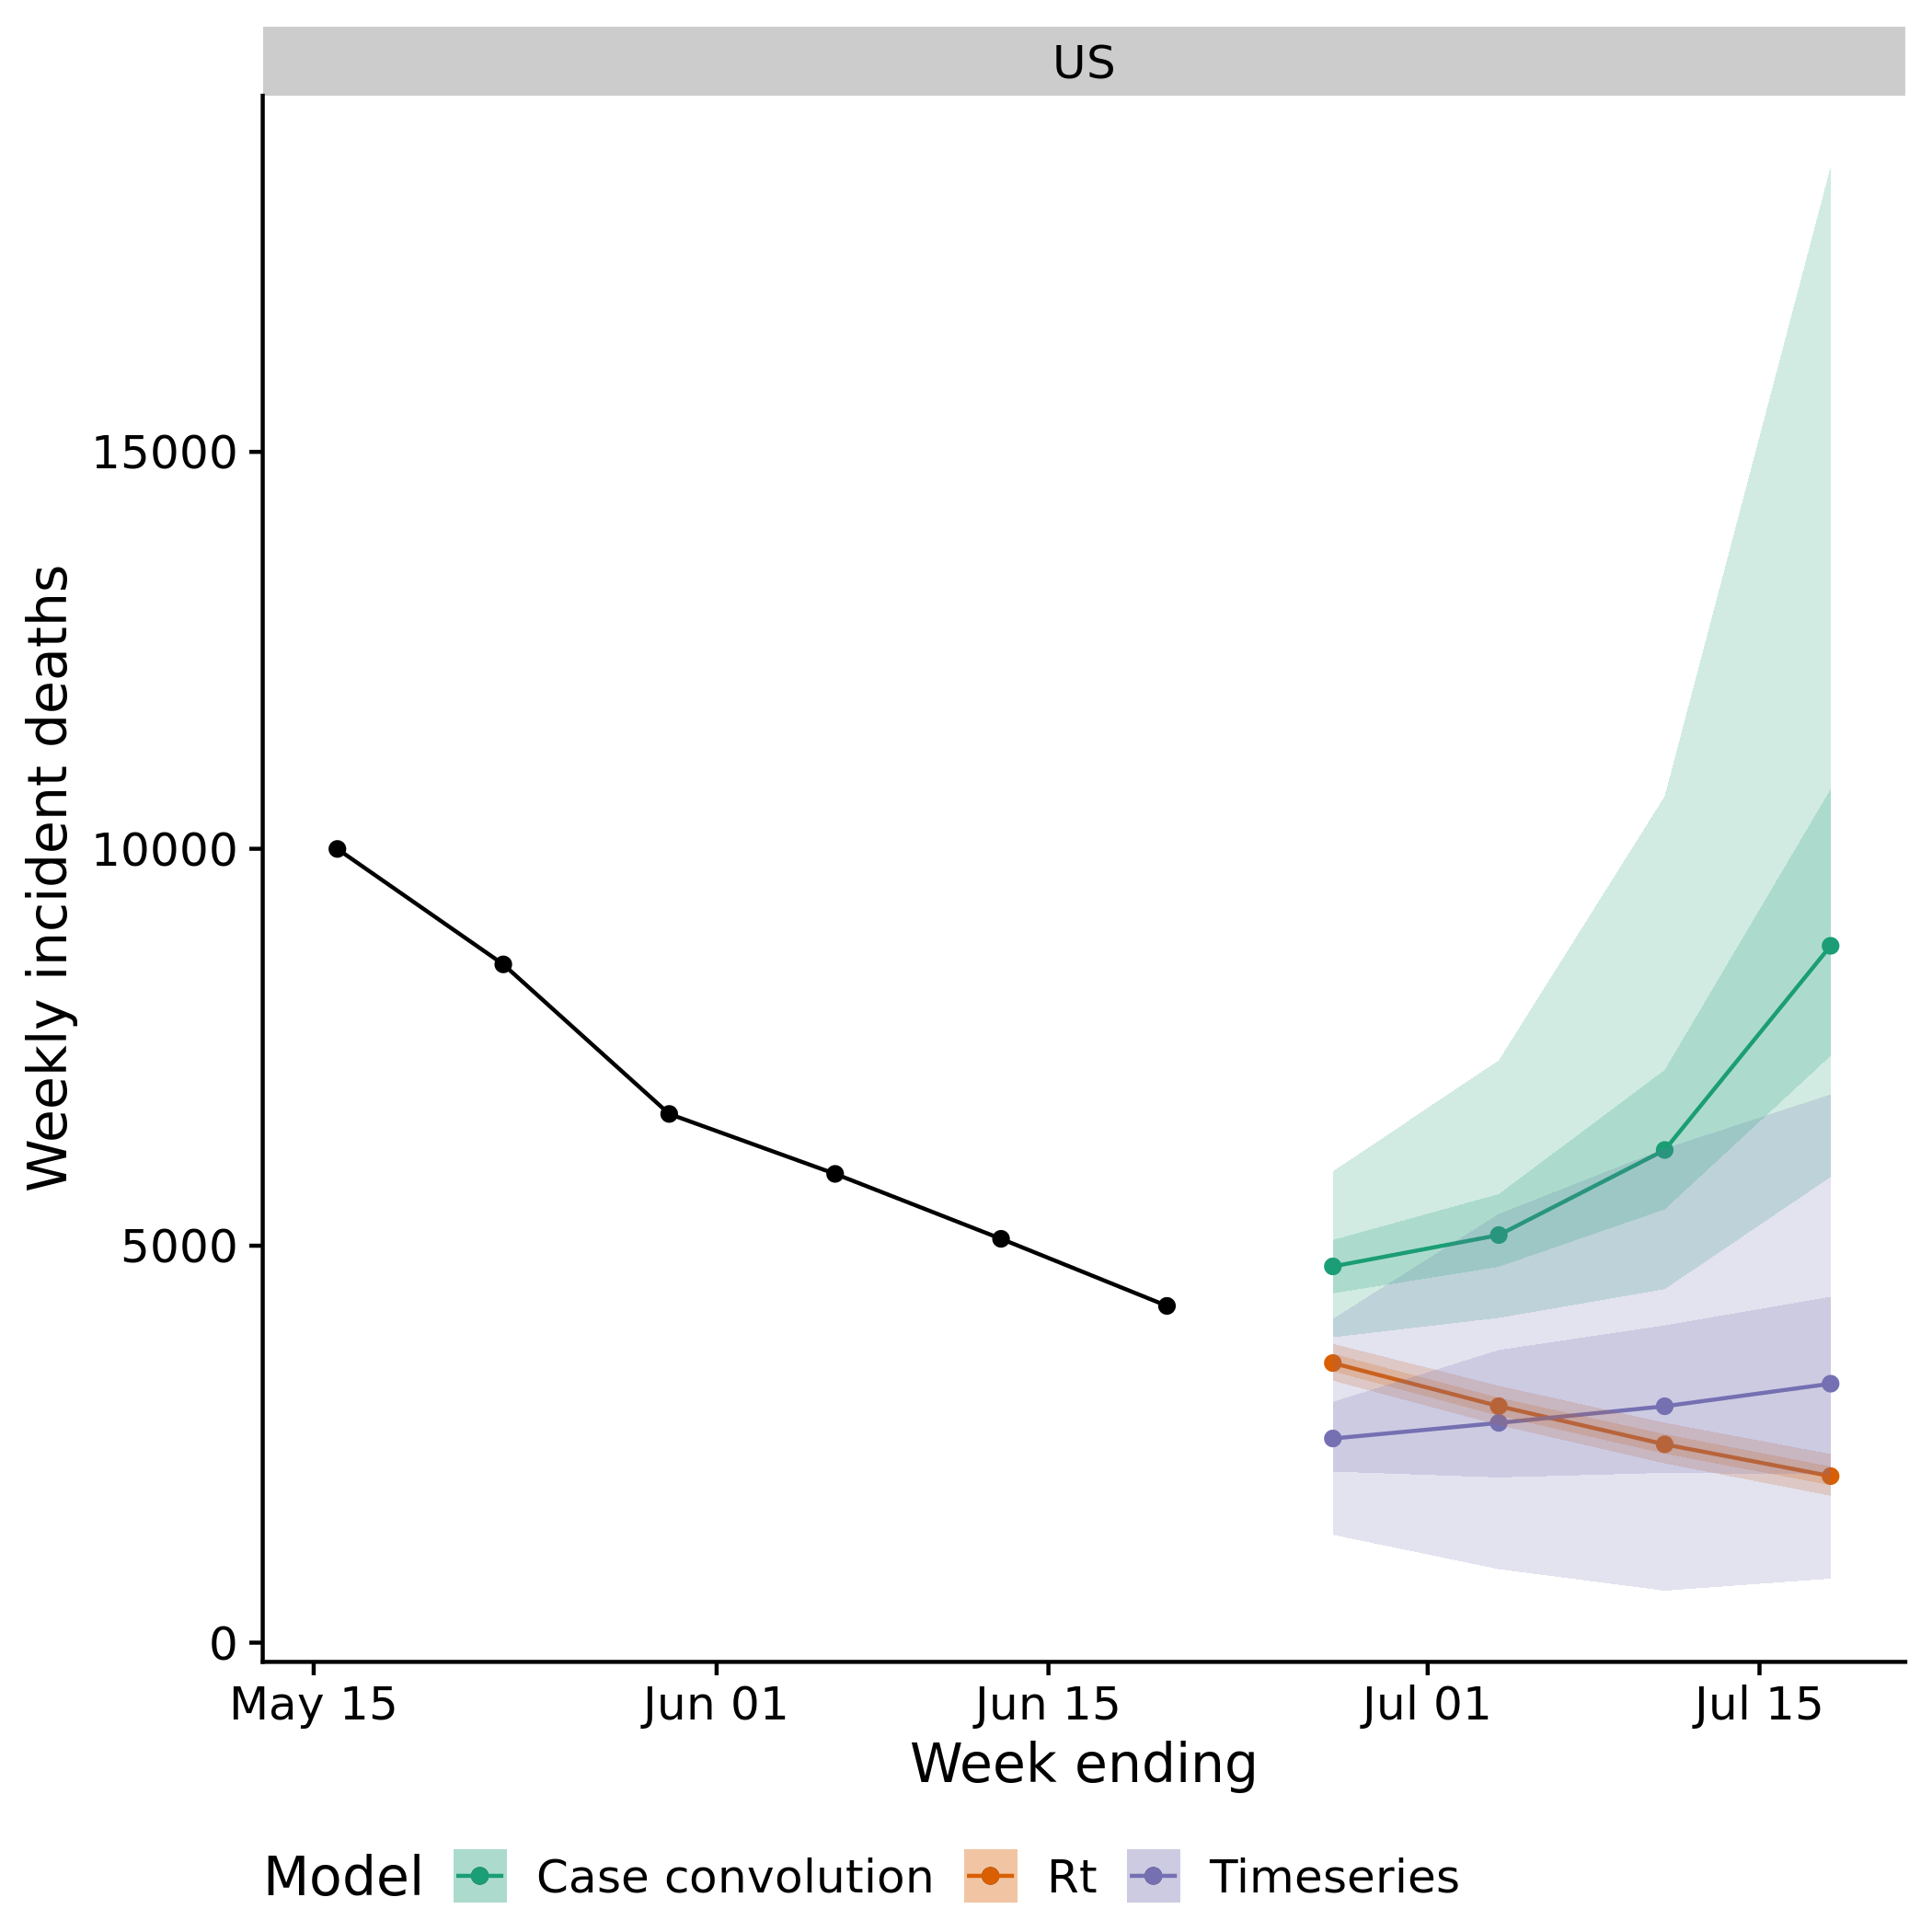 US
Weekly incident deaths
15000
10000
5000
0
May 15 Jun 01 Jun 15 Jul 01 Jul 15
Week ending
Model Case convolution Rt Timeseries